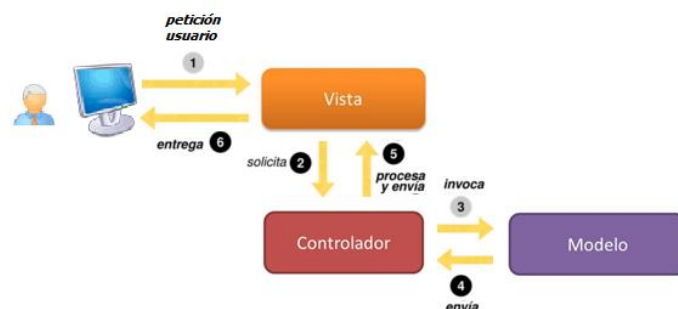 petición
usuario
1
Vista
entrega 6
solicita 2
5
procesa
y envía
invoca
3
Controlador
Modelo
4
envía